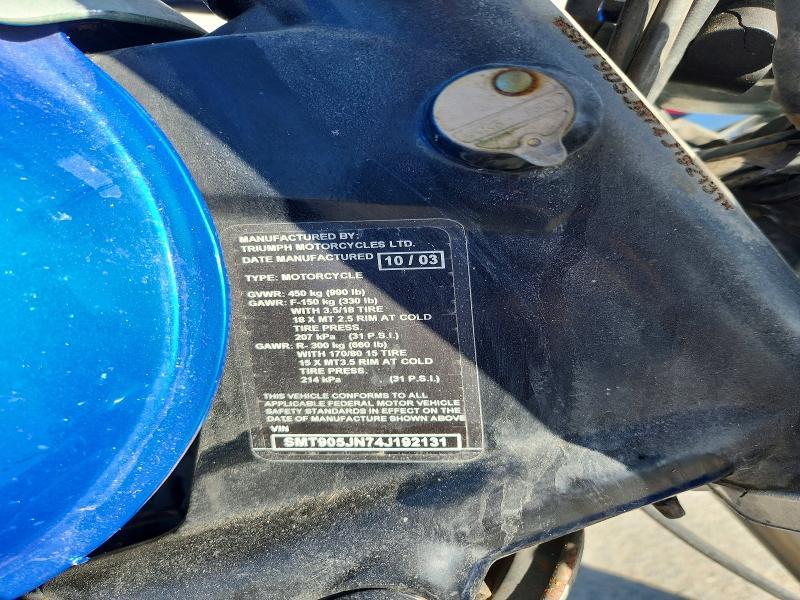 MANUFACTURED BY:
TRIUMPH MOTORCYCLES LTD.
DATE MANUFACTURED 10 / 03
TYPE: MOTORCYCLE
GVWR: 450 kg (990 lb)
GAWR: F-150 kg (330 lb)
WITH 3.5/18 TIRE
18 X MT 2.5 RIM AT COLD
TIRE PRESS.
207 kPa (31 P.S.I.)
GAWR: R- 300 kg (660 lb)
WITH 170/80 15 TIRE
15 X MT3.5 RIM AT COLD
TIRE PRESS.
214 kPa (31 P.S.I.)
THIS VEHICLE CONFORMS TO ALL
APPLICABLE FEDERAL MOTOR VEHICLE
SAFETY STANDARDS IN EFFECT ON THE
DATE OF MANUFACTURE SHOWN ABOVE
VIN
SMT905JN74J192131